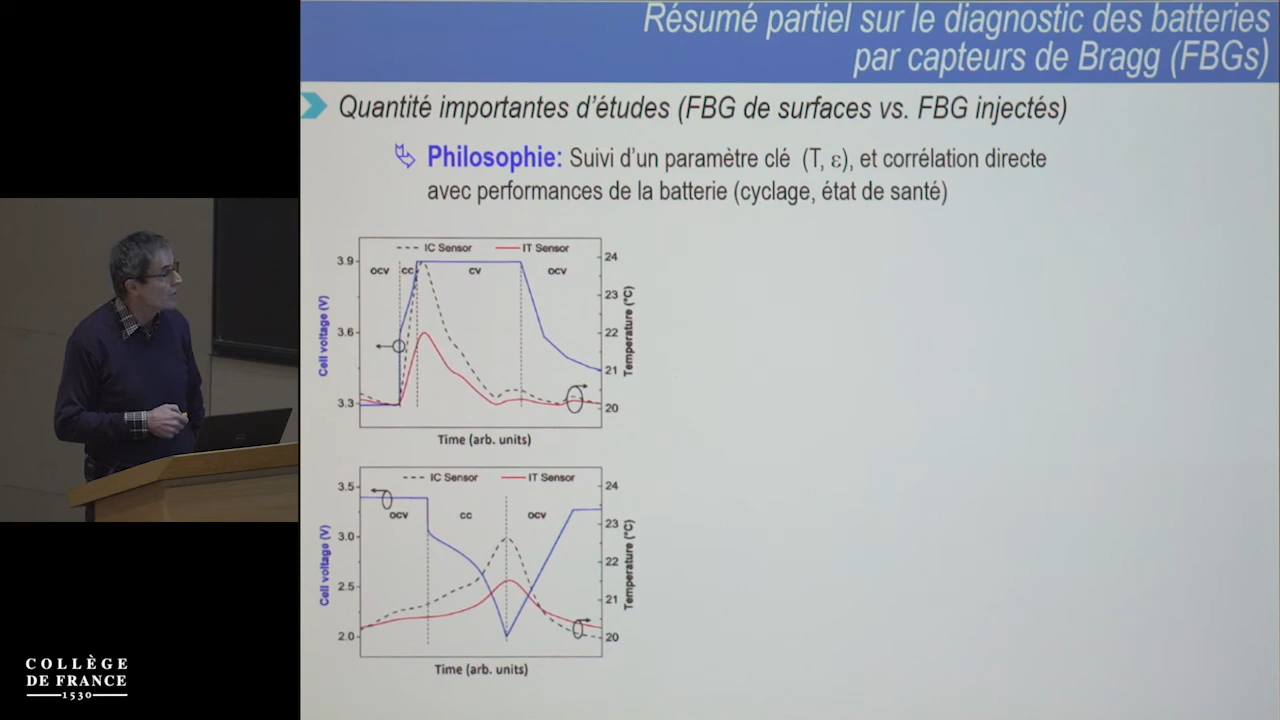 Résumé partiel sur le diagnostic des batteries
par capteurs de Bragg (FBGs)
Quantité importantes d'études (FBG de surfaces vs. FBG injectés)
Philosophie: Suivi d'un paramètre clé (T, ε), et corrélation directe
avec performances de la batterie (cyclage, état de santé)
IC Sensor IT Sensor
ocv cc cv ocv
3.9
3.6
3.3
Cell voltage (V)
24
23
22
21
20
Temperature (°C)
Time (arb. units)
IC Sensor IT Sensor
ocv cc ocv
3.5
3.0
2.5
2.0
Cell voltage (V)
24
23
22
21
20
Temperature (°C)
Time (arb. units)
COLLÈGE
DE FRANCE
1530